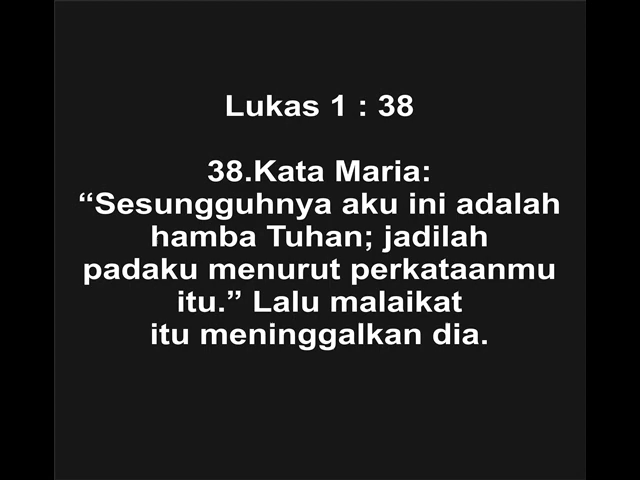 Lukas 1 : 38
38.Kata Maria:
“Sesungguhnya aku ini adalah
hamba Tuhan; jadilah
padaku menurut perkataanmu
itu.” Lalu malaikat
itu meninggalkan dia.